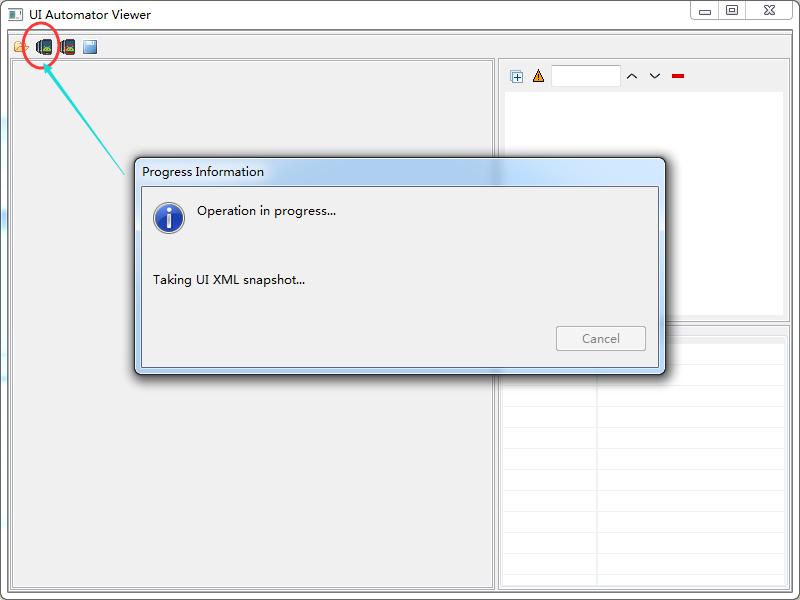 UI Automator Viewer
Progress Information
Operation in progress...
Taking UI XML snapshot...
Cancel